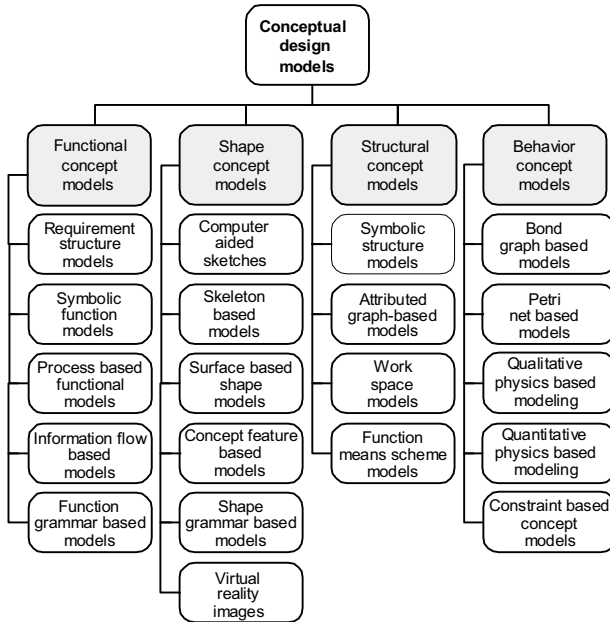 Conceptual
design
models
Functional
concept
models
Requirement
structure
models
Symbolic
function
models
Process based
functional
models
Information flow
based
models
Function
grammar based
models
Shape
concept
models
Computer
aided
sketches
Skeleton
based
models
Surface based
shape
models
Concept feature
based
models
Shape
grammar based
models
Virtual
reality
images
Structural
concept
models
Symbolic
structure
models
Attributed
graph-based
models
Work
space
models
Function
means scheme
models
Behavior
concept
models
Bond
graph based
models
Petri
net based
models
Qualitative
physics based
modeling
Quantitative
physics based
modeling
Constraint based
concept
models